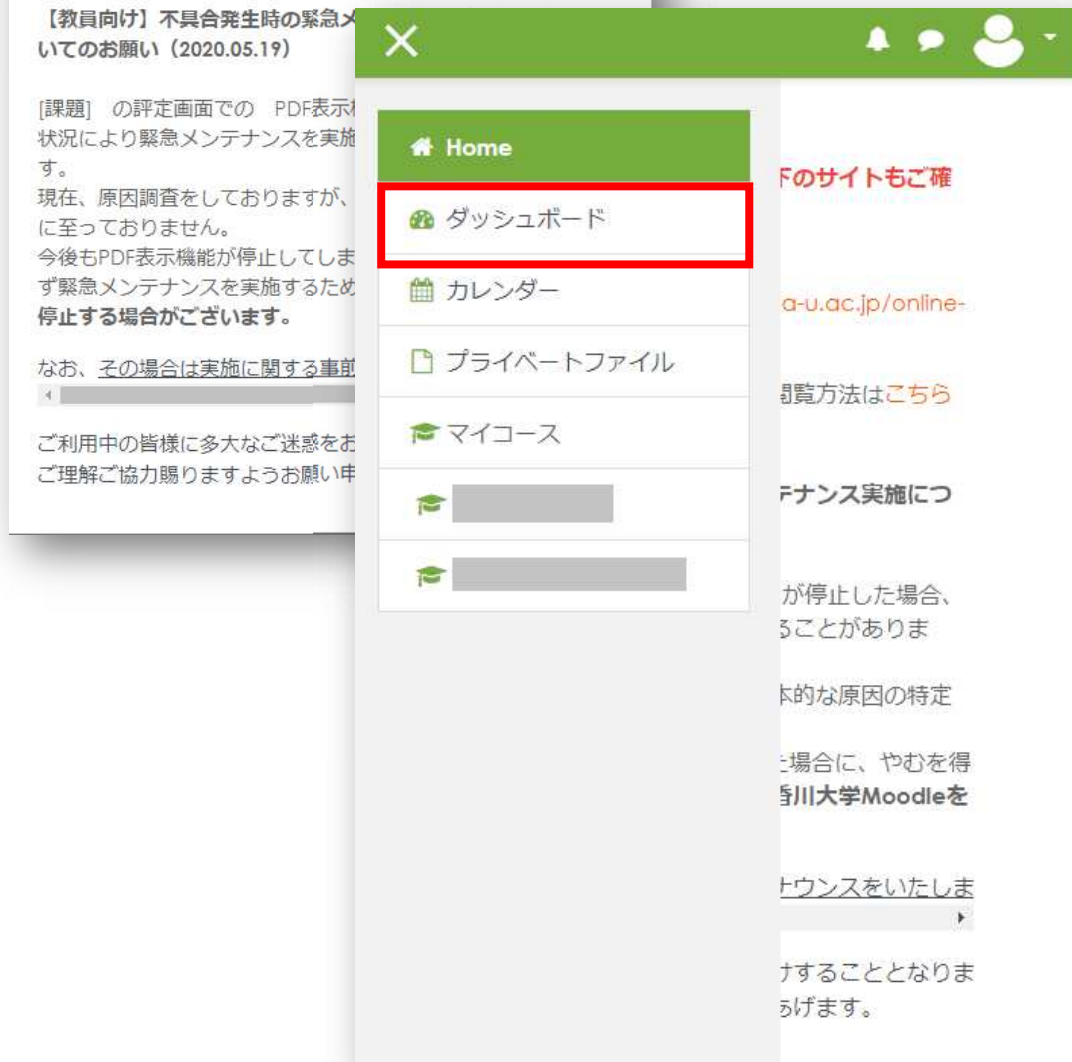 【教員向け】不具合発生時の緊急メ
いてのお願い（2020.05.19）
[課題] の評定画面での PDF表示
状況により緊急メンテナンスを実施
す。
現在、原因調査をしておりますが、
に至っておりません。
今後もPDF表示機能が停止してしま
ず緊急メンテナンスを実施するため
停止する場合がございます。
なお、その場合は実施に関する事前
ご利用中の皆様に多大なご迷惑をお
ご理解ご協力賜りますようお願い申
Home
ダッシュボード
カレンダー
プライベートファイル
マイコース
下のサイトもご確
a-u.ac.jp/online-
閲覧方法はこちら
テナンス実施につ
が停止した場合、
ることがありま
本的な原因の特定
た場合に、やむを得
香川大学Moodleを
ナウンスをいたしま
けすることとなりま
あげます。